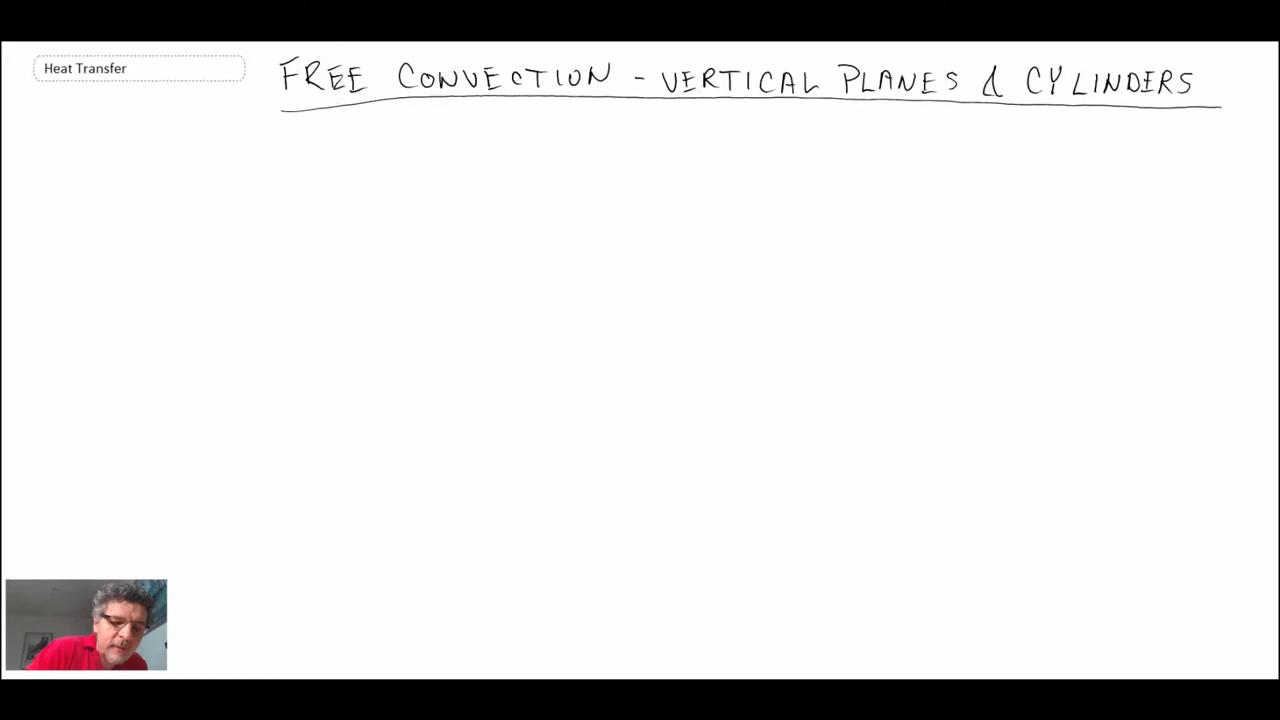 Heat Transfer
FREE CONVECTION - VERTICAL PLANES & CYLINDERS